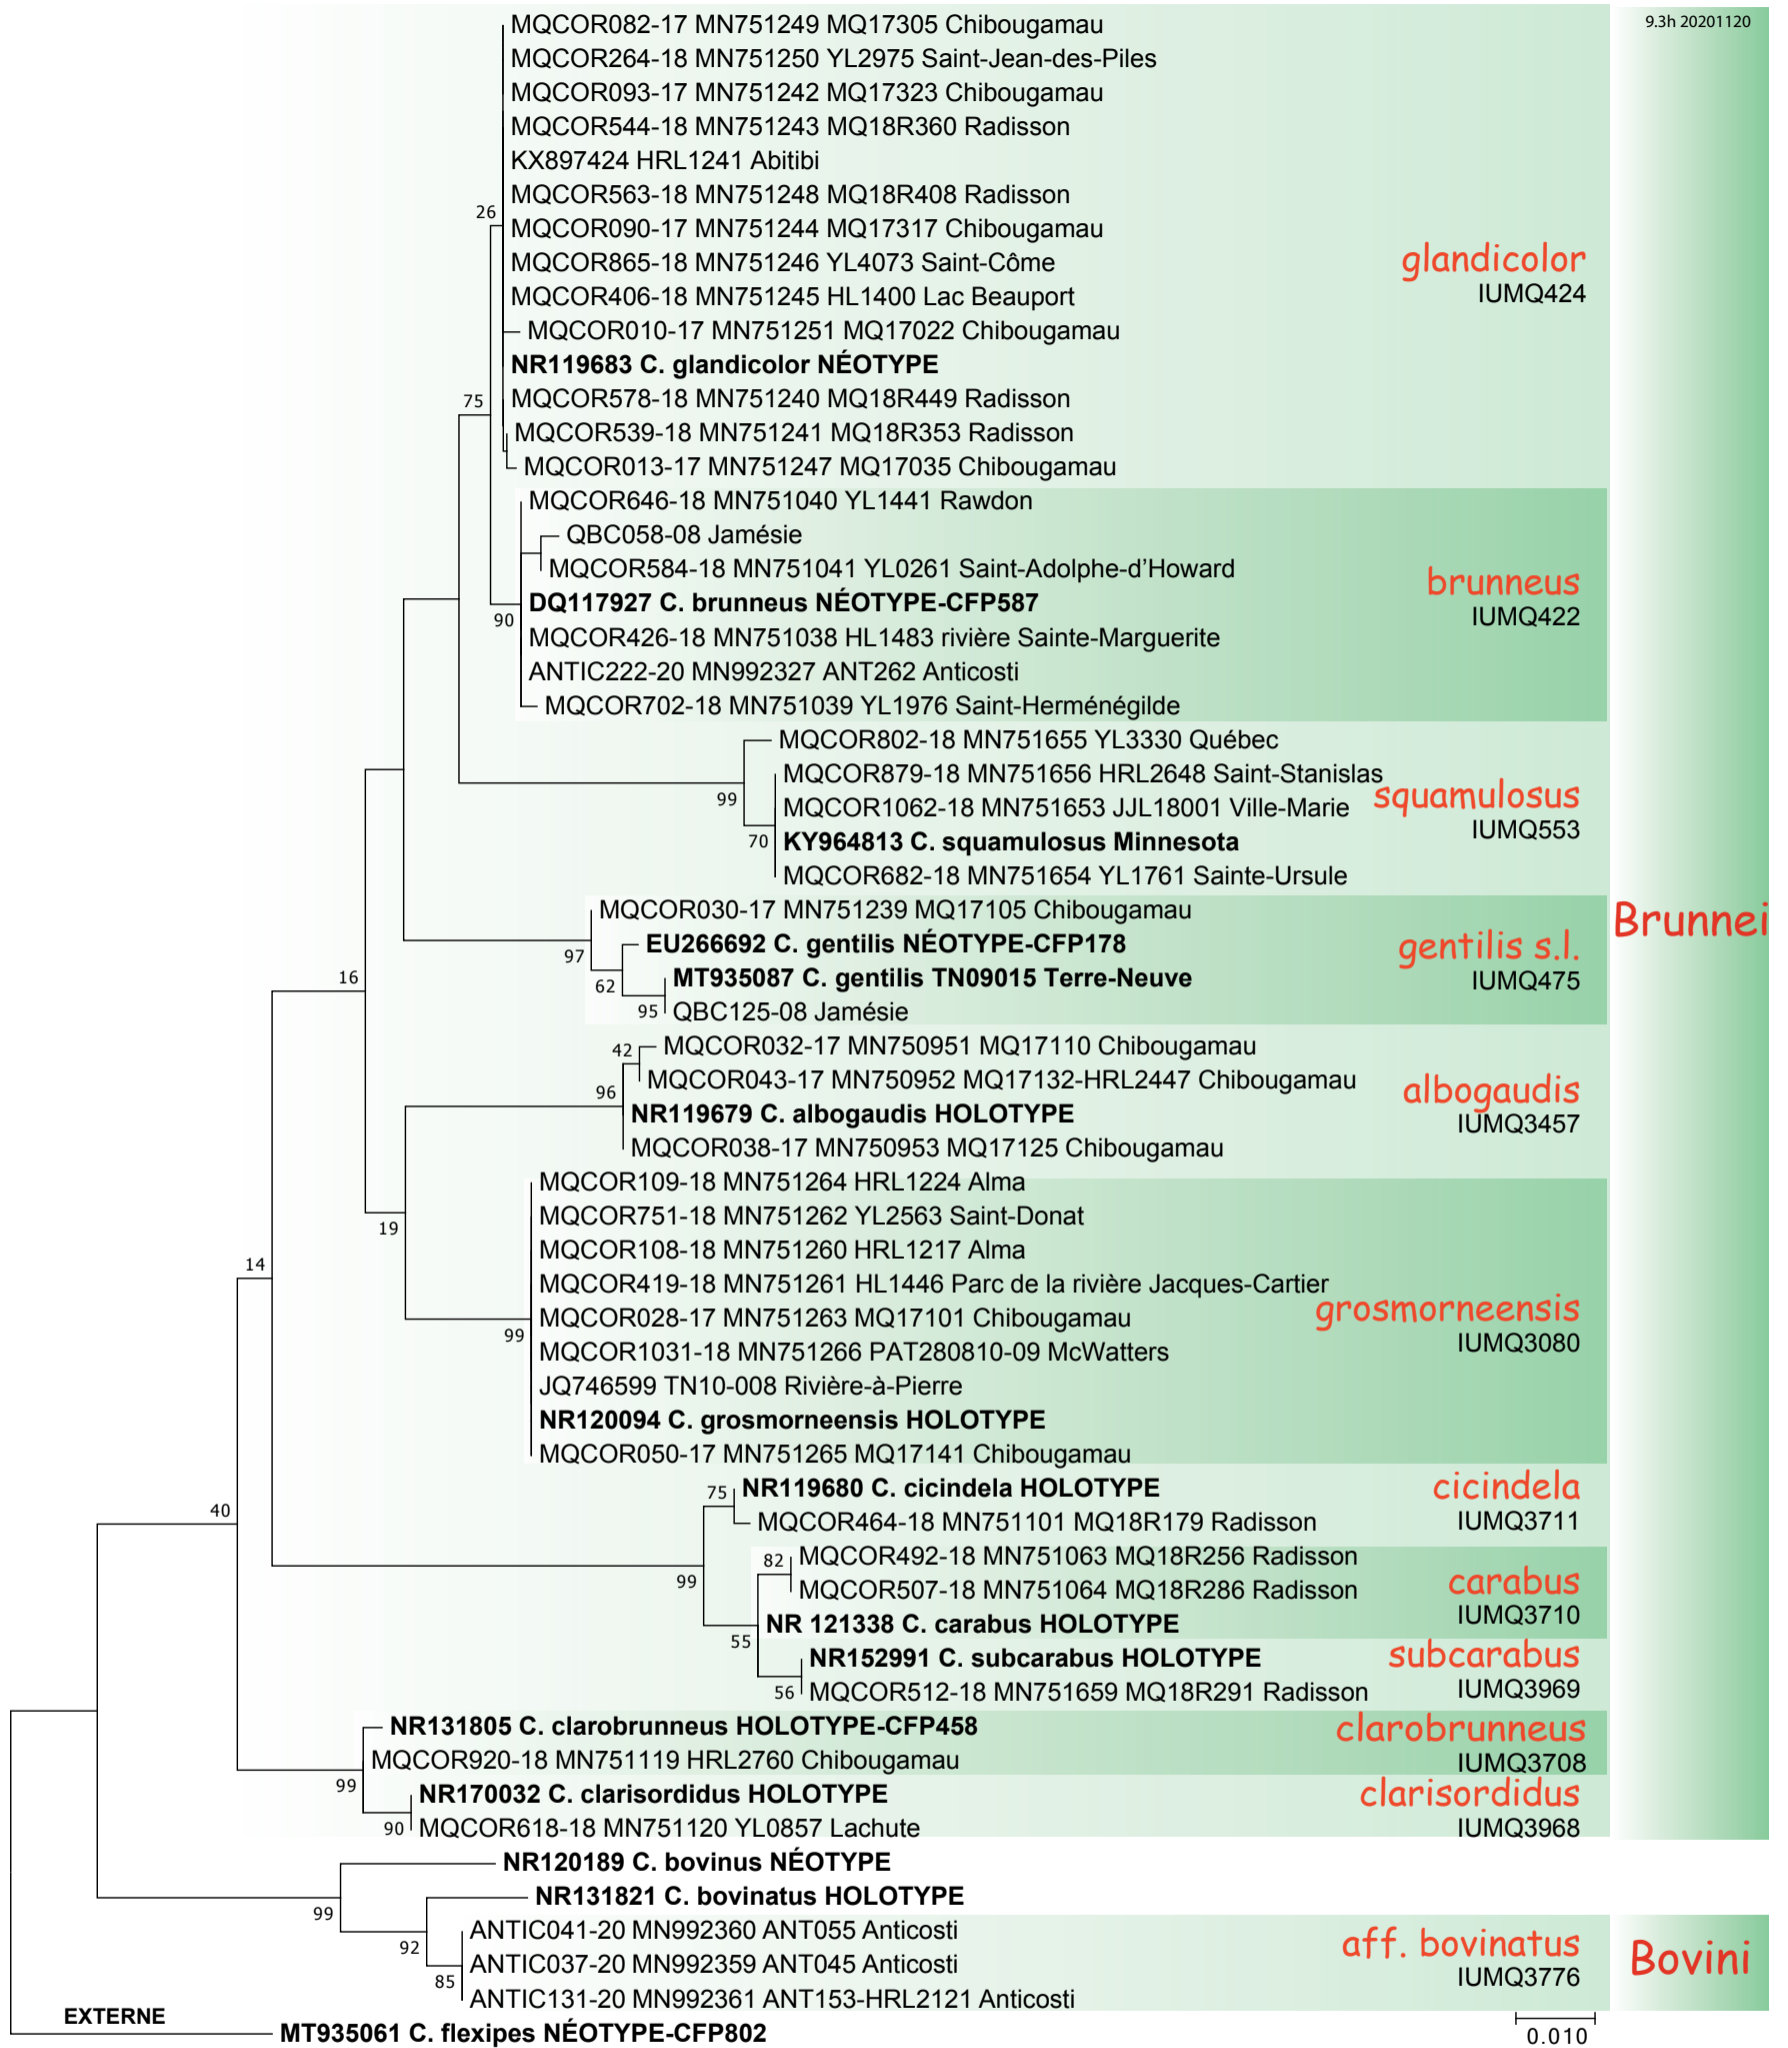 9.3h 20201120
MQCOR082-17 MN751249 MQ17305 Chibougamau
MQCOR264-18 MN751250 YL2975 Saint-Jean-des-Piles
MQCOR093-17 MN751242 MQ17323 Chibougamau
MQCOR544-18 MN751243 MQ18R360 Radisson
KX897424 HRL1241 Abitibi
MQCOR563-18 MN751248 MQ18R408 Radisson
26
MQCOR090-17 MN751244 MQ17317 Chibougamau
MQCOR865-18 MN751246 YL4073 Saint-Côme
glandicolor
IUMQ424
MQCOR406-18 MN751245 HL1400 Lac Beauport
MQCOR010-17 MN751251 MQ17022 Chibougamau
NR119683 C. glandicolor NÉOTYPE
75
MQCOR578-18 MN751240 MQ18R449 Radisson
MQCOR539-18 MN751241 MQ18R353 Radisson
MQCOR013-17 MN751247 MQ17035 Chibougamau
MQCOR646-18 MN751040 YL1441 Rawdon
QBC058-08 Jamésie
MQCOR584-18 MN751041 YL0261 Saint-Adolphe-d’Howard
brunneus
IUMQ422
DQ117927 C. brunneus NÉOTYPE-CFP587
90
MQCOR426-18 MN751038 HL1483 rivière Sainte-Marguerite
ANTIC222-20 MN992327 ANT262 Anticosti
MQCOR702-18 MN751039 YL1976 Saint-Herménégilde
MQCOR802-18 MN751655 YL3330 Québec
MQCOR879-18 MN751656 HRL2648 Saint-Stanislas
99
MQCOR1062-18 MN751653 JJL18001 Ville-Marie
squamulosus
IUMQ553
70
KY964813 C. squamulosus Minnesota
MQCOR682-18 MN751654 YL1761 Sainte-Ursule
MQCOR030-17 MN751239 MQ17105 Chibougamau
Brunnei
97
EU266692 C. gentilis NÉOTYPE-CFP178
gentilis s.l.
IUMQ475
16
62
MT935087 C. gentilis TN09015 Terre-Neuve
95
QBC125-08 Jamésie
42
MQCOR032-17 MN750951 MQ17110 Chibougamau
96
MQCOR043-17 MN750952 MQ17132-HRL2447 Chibougamau
albogaudis
IUMQ3457
NR119679 C. albogaudis HOLOTYPE
MQCOR038-17 MN750953 MQ17125 Chibougamau
MQCOR109-18 MN751264 HRL1224 Alma
19
MQCOR751-18 MN751262 YL2563 Saint-Donat
14
MQCOR108-18 MN751260 HRL1217 Alma
MQCOR419-18 MN751261 HL1446 Parc de la rivière Jacques-Cartier
grosmorneensis
IUMQ3080
99
MQCOR028-17 MN751263 MQ17101 Chibougamau
MQCOR1031-18 MN751266 PAT280810-09 McWatters
JQ746599 TN10-008 Rivière-à-Pierre
NR120094 C. grosmorneensis HOLOTYPE
MQCOR050-17 MN751265 MQ17141 Chibougamau
40
75
NR119680 C. cicindela HOLOTYPE
cicindela
IUMQ3711
MQCOR464-18 MN751101 MQ18R179 Radisson
82
MQCOR492-18 MN751063 MQ18R256 Radisson
99
MQCOR507-18 MN751064 MQ18R286 Radisson
carabus
IUMQ3710
NR 121338 C. carabus HOLOTYPE
55
NR152991 C. subcarabus HOLOTYPE
subcarabus
IUMQ3969
56
MQCOR512-18 MN751659 MQ18R291 Radisson
NR131805 C. clarobrunneus HOLOTYPE-CFP458
clarobrunneus
IUMQ3708
MQCOR920-18 MN751119 HRL2760 Chibougamau
99
NR170032 C. clarisordidus HOLOTYPE
clarisordidus
IUMQ3968
90
MQCOR618-18 MN751120 YL0857 Lachute
NR120189 C. bovinus NÉOTYPE
NR131821 C. bovinatus HOLOTYPE
99
ANTIC041-20 MN992360 ANT055 Anticosti
92
aff. bovinatus
IUMQ3776
Bovini
ANTIC037-20 MN992359 ANT045 Anticosti
85
ANTIC131-20 MN992361 ANT153-HRL2121 Anticosti
EXTERNE
MT935061 C. flexipes NÉOTYPE-CFP802
0.010